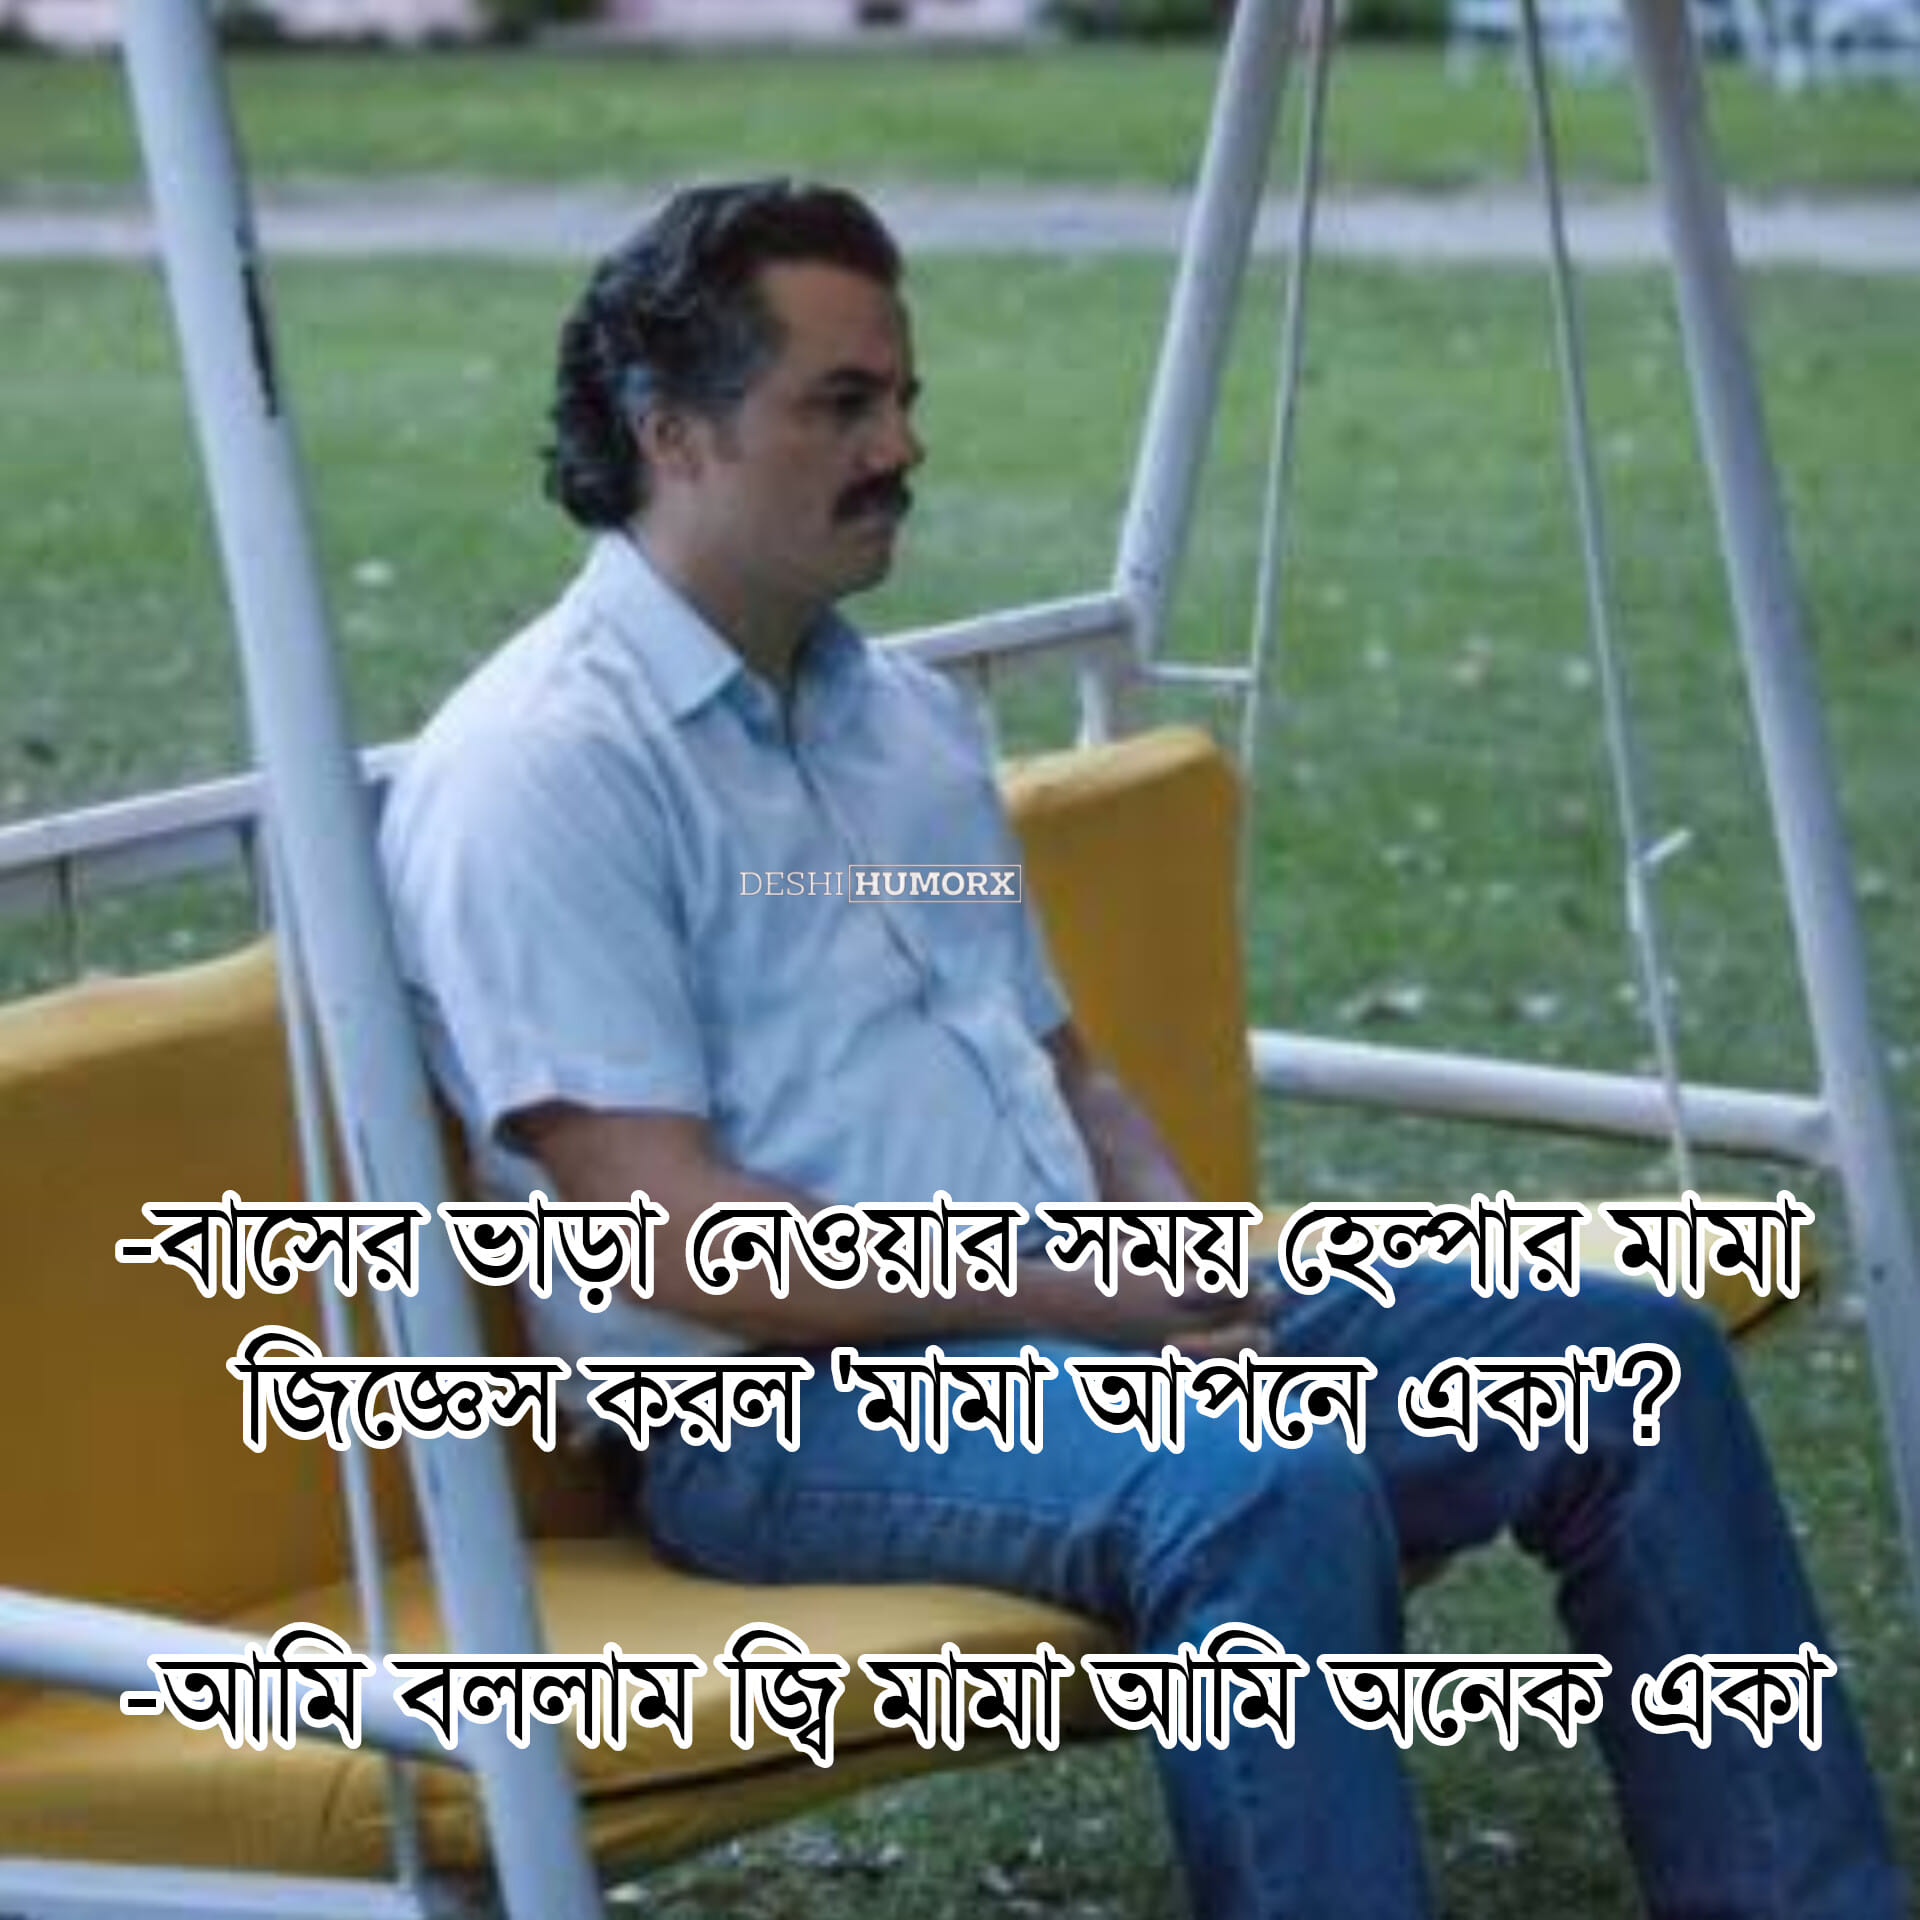 DESHI HUMORX
-বাসের ভাড়া নেওয়ার সময় হেল্পার মামা
জিজ্ঞেস করল 'মামা আপনে একা'?
-আমি বললাম জ্বি মামা আমি অনেক একা